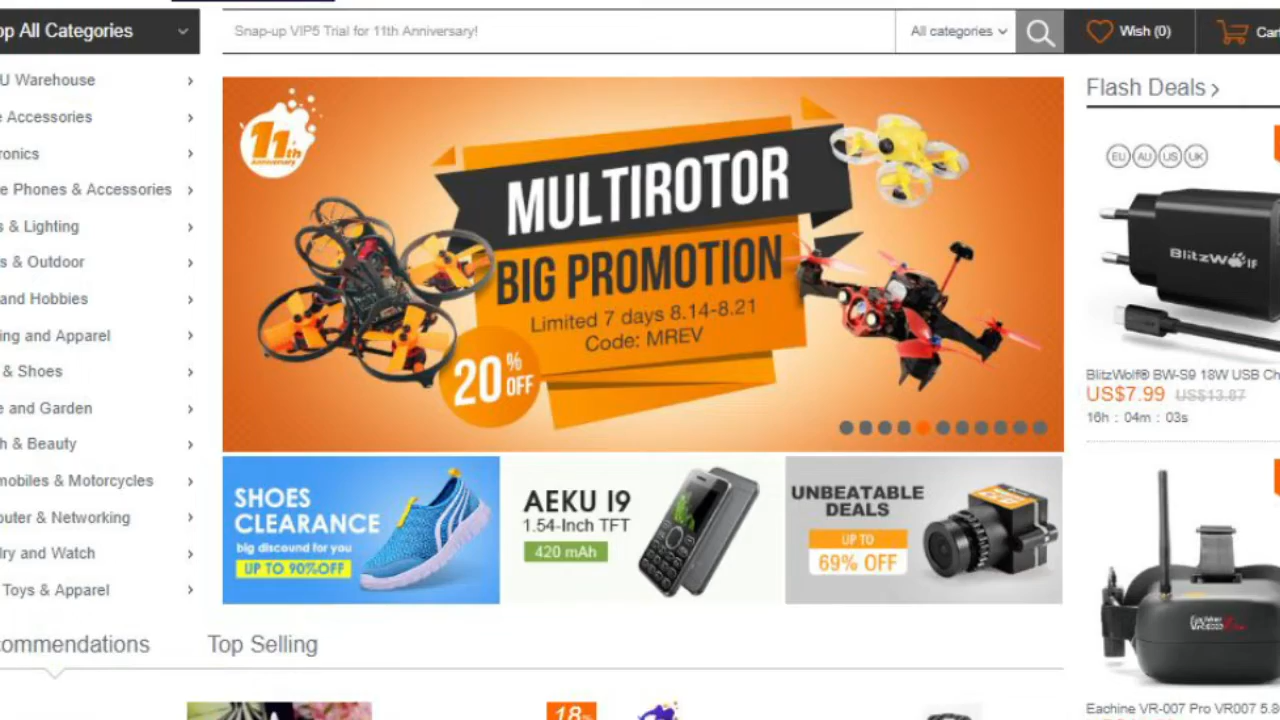 op All Categories
Snap-up VIP5 Trial for 11th Anniversary!
All categories
Wish (0)
Cart
U Warehouse
e Accessories
ronics
e Phones & Accessories
s & Lighting
s & Outdoor
and Hobbies
ing and Apparel
& Shoes
e and Garden
h & Beauty
mobiles & Motorcycles
puter & Networking
lry and Watch
Toys & Apparel
11th
Anniversary
MULTIROTOR
BIG PROMOTION
Limited 7 days 8.14-8.21
Code: MREV
20% OFF
Flash Deals
EU AU US UK
BlitzWolf
BlitzWolf® BW-S9 18W USB Ch
US$7.99 US$13.87
16h : 04m : 03s
SHOES
CLEARANCE
big discount for you
UP TO 90%OFF
AEKU I9
1.54-Inch TFT
420 mAh
UNBEATABLE
DEALS
UP TO
69% OFF
Eachine VR-007 Pro VR007 5.8
commendations
Top Selling
18%